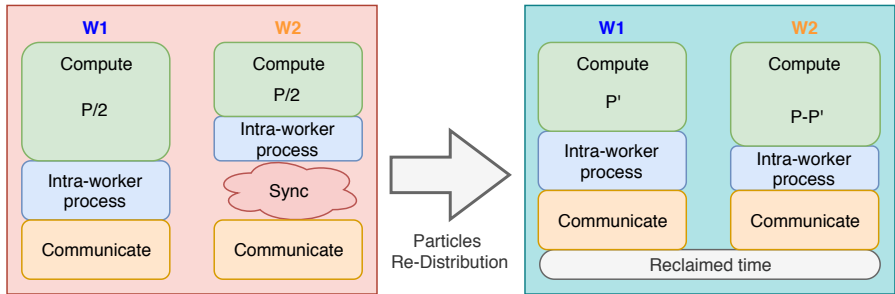 W1
W2
Compute
P/2
Compute
P/2
Intra-worker
process
Intra-worker
process
Sync
Communicate
Communicate
Particles
Re-Distribution
W1
W2
Compute
P'
Compute
P-P'
Intra-worker
process
Intra-worker
process
Communicate
Communicate
Reclaimed time